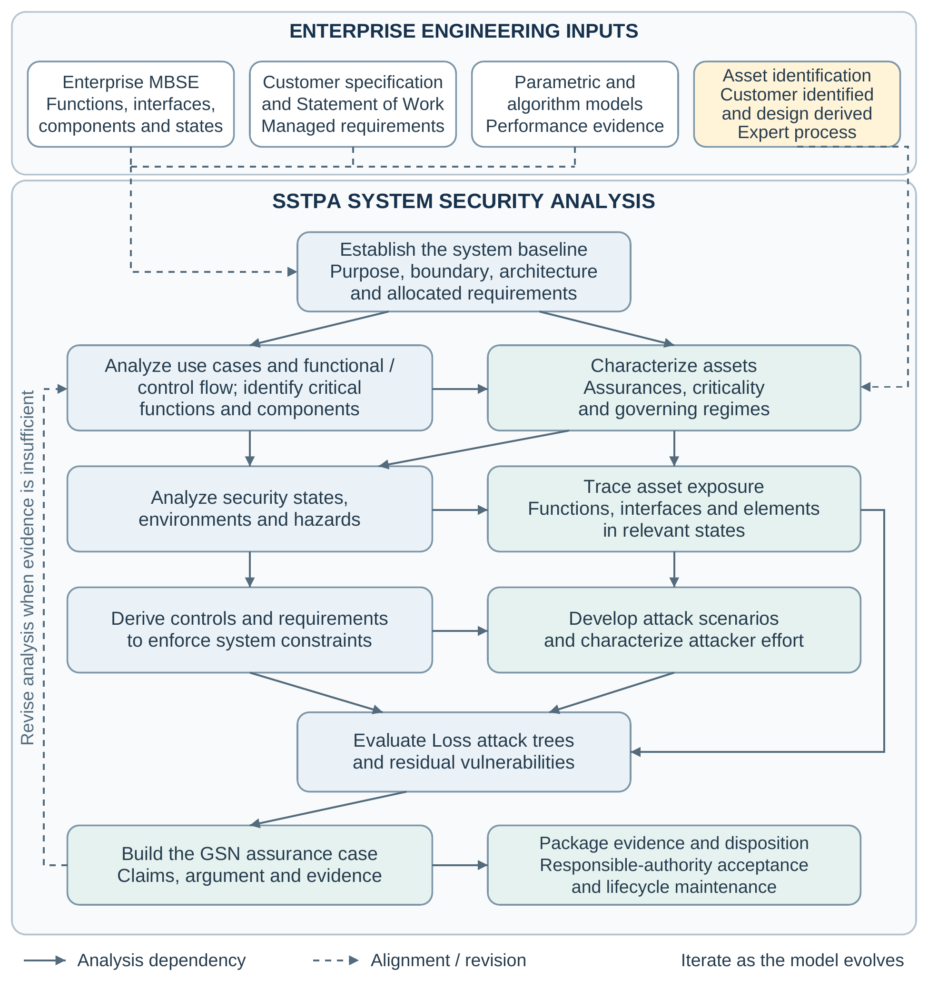 ENTERPRISE ENGINEERING INPUTS
Enterprise MBSE
Functions, interfaces,
components and states
Customer specification
and Statement of Work
Managed requirements
Parametric and
algorithm models
Performance evidence
Asset identification
Customer identified
and design derived
Expert process
SSTPA SYSTEM SECURITY ANALYSIS
Establish the system baseline
Purpose, boundary, architecture
and allocated requirements
Analyze use cases and functional /
control flow; identify critical
functions and components
Characterize assets
Assurances, criticality
and governing regimes
Analyze security states,
environments and hazards
Trace asset exposure
Functions, interfaces and elements
in relevant states
Derive controls and requirements
to enforce system constraints
Develop attack scenarios
and characterize attacker effort
Evaluate Loss attack trees
and residual vulnerabilities
Build the GSN assurance case
Claims, argument and evidence
Package evidence and disposition
Responsible-authority acceptance
and lifecycle maintenance
Revise analysis when evidence is insufficient
Analysis dependency
Alignment / revision
Iterate as the model evolves